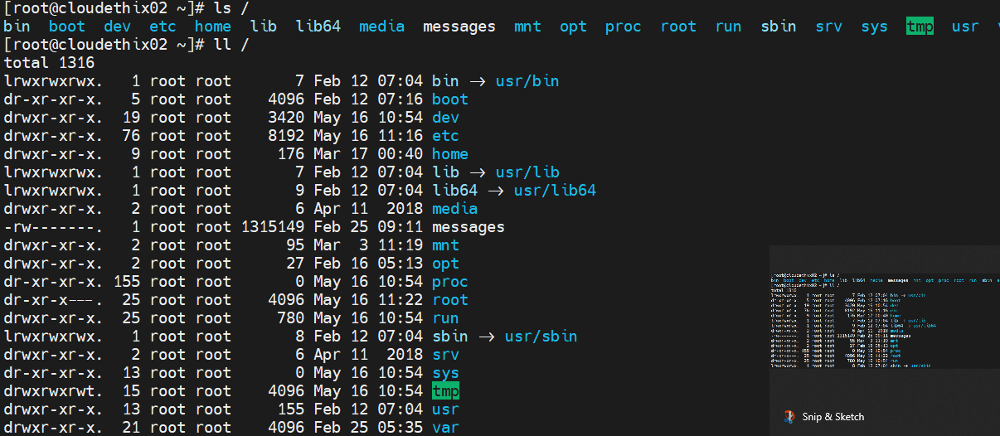 [root@cloudethix02 ~]# ls /
bin boot dev etc home lib lib64 media messages mnt opt proc root run sbin srv sys tmp usr
[root@cloudethix02 ~]# ll /
total 1316
lrwxrwxrwx. 1 root root 7 Feb 12 07:04 bin -> usr/bin
dr-xr-xr-x. 5 root root 4096 Feb 12 07:16 boot
drwxr-xr-x. 19 root root 3420 May 16 10:54 dev
drwxr-xr-x. 76 root root 8192 May 16 11:16 etc
drwxr-xr-x. 9 root root 176 Mar 17 00:40 home
lrwxrwxrwx. 1 root root 7 Feb 12 07:04 lib -> usr/lib
lrwxrwxrwx. 1 root root 9 Feb 12 07:04 lib64 -> usr/lib64
drwxr-xr-x. 2 root root 6 Apr 11 2018 media
-rw-------. 1 root root 1315149 Feb 25 09:11 messages
drwxr-xr-x. 2 root root 95 Mar 3 11:19 mnt
drwxr-xr-x. 2 root root 27 Feb 16 05:13 opt
dr-xr-xr-x. 155 root root 0 May 16 10:54 proc
dr-xr-x---. 25 root root 4096 May 16 11:22 root
drwxr-xr-x. 25 root root 780 May 16 10:54 run
lrwxrwxrwx. 1 root root 8 Feb 12 07:04 sbin -> usr/sbin
drwxr-xr-x. 2 root root 6 Apr 11 2018 srv
dr-xr-xr-x. 13 root root 0 May 16 10:54 sys
drwxrwxrwt. 15 root root 4096 May 16 10:54 tmp
drwxr-xr-x. 13 root root 155 Feb 12 07:04 usr
drwxr-xr-x. 21 root root 4096 Feb 25 05:35 var
Snip & Sketch